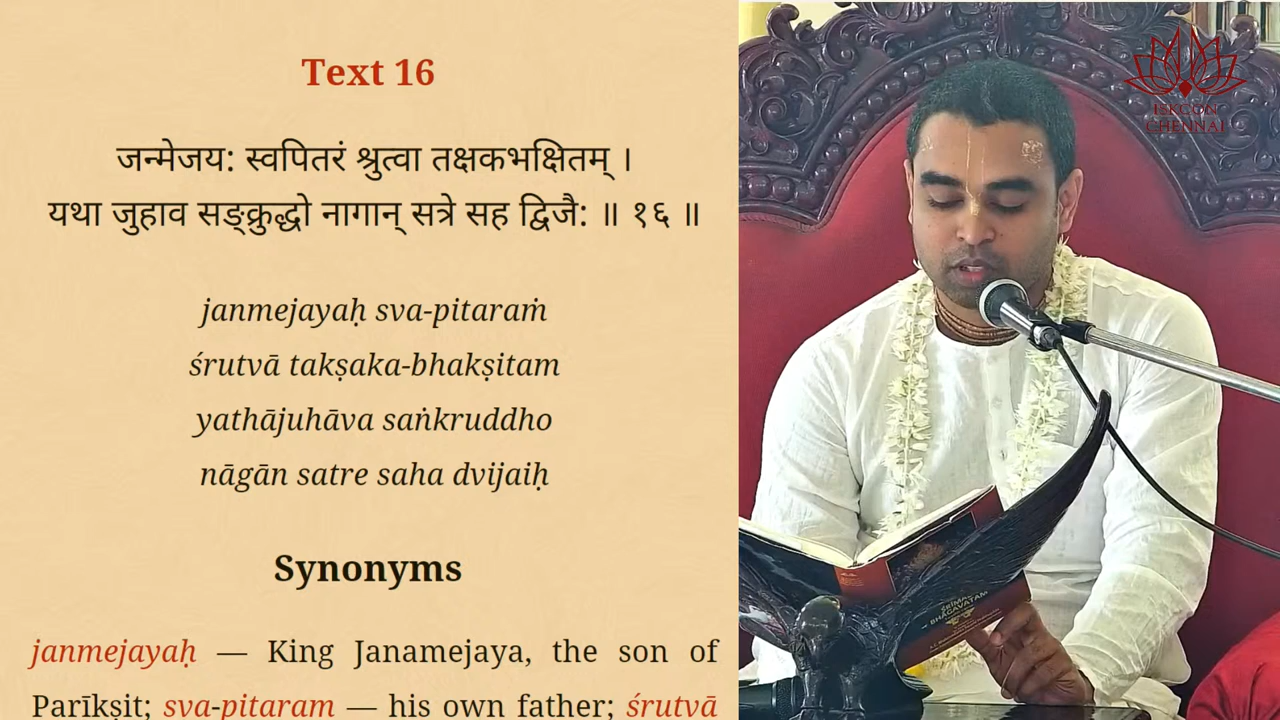 Text 16
जन्मेजय: स्वपितरं श्रुत्वा तक्षकभक्षितम् ।
यथा जुहाव सङ्‌क्रुद्धो नागान् सत्रे सह द्विजै: ॥ १६ ॥
janmejayaḥ sva-pitaraṁ
śrutvā takṣaka-bhakṣitam
yathājuhāva saṅkruddho
nāgān satre saha dvijaiḥ
Synonyms
janmejayaḥ — King Janamejaya, the son of
Parīkṣit; sva-pitaram — his own father; śrutvā
ISKCON
CHENNAI
ŚRĪMAD
BHĀGAVATAM